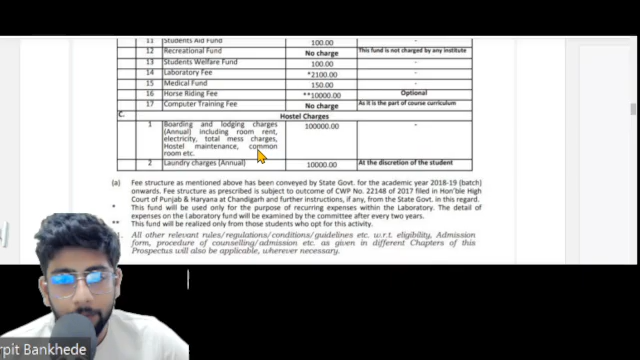 11 Students Aid Fund 100.00 -
12 Recreational Fund No charge This fund is not charged by any institute
13 Students Welfare Fund 100.00 -
14 Laboratory Fee *2100.00 -
15 Medical Fund 150.00 -
16 Horse Riding Fee **10000.00 Optional
17 Computer Training Fee No charge As it is the part of course curriculum
C. Hostel Charges
1 Boarding and lodging charges 100000.00 -
(Annual) including room rent,
electricity, total mess charges,
Hostel maintenance, common
room etc.
2 Laundry charges (Annual) 10000.00 At the discretion of the student
(a) Fee structure as mentioned above has been conveyed by State Govt. for the academic year 2018-19 (batch)
onwards. Fee structure as prescribed is subject to outcome of CWP No. 22148 of 2017 filed in Hon'ble High
Court of Punjab & Haryana at Chandigarh and further instructions, if any, from the State Govt. in this regard.
* This fund will be used only for the purpose of recurring expenses within the Laboratory. The detail of
expenses on the Laboratory fund will be examined by the committee after every two years.
** This fund will be realized only from those students who opt for this activity.
1. All other relevant rules/regulations/conditions/guidelines etc. w.r.t. eligibility, Admission
form, procedure of counselling/admission etc. as given in different Chapters of this
Prospectus will also be applicable, wherever necessary.
rpit Bankhede